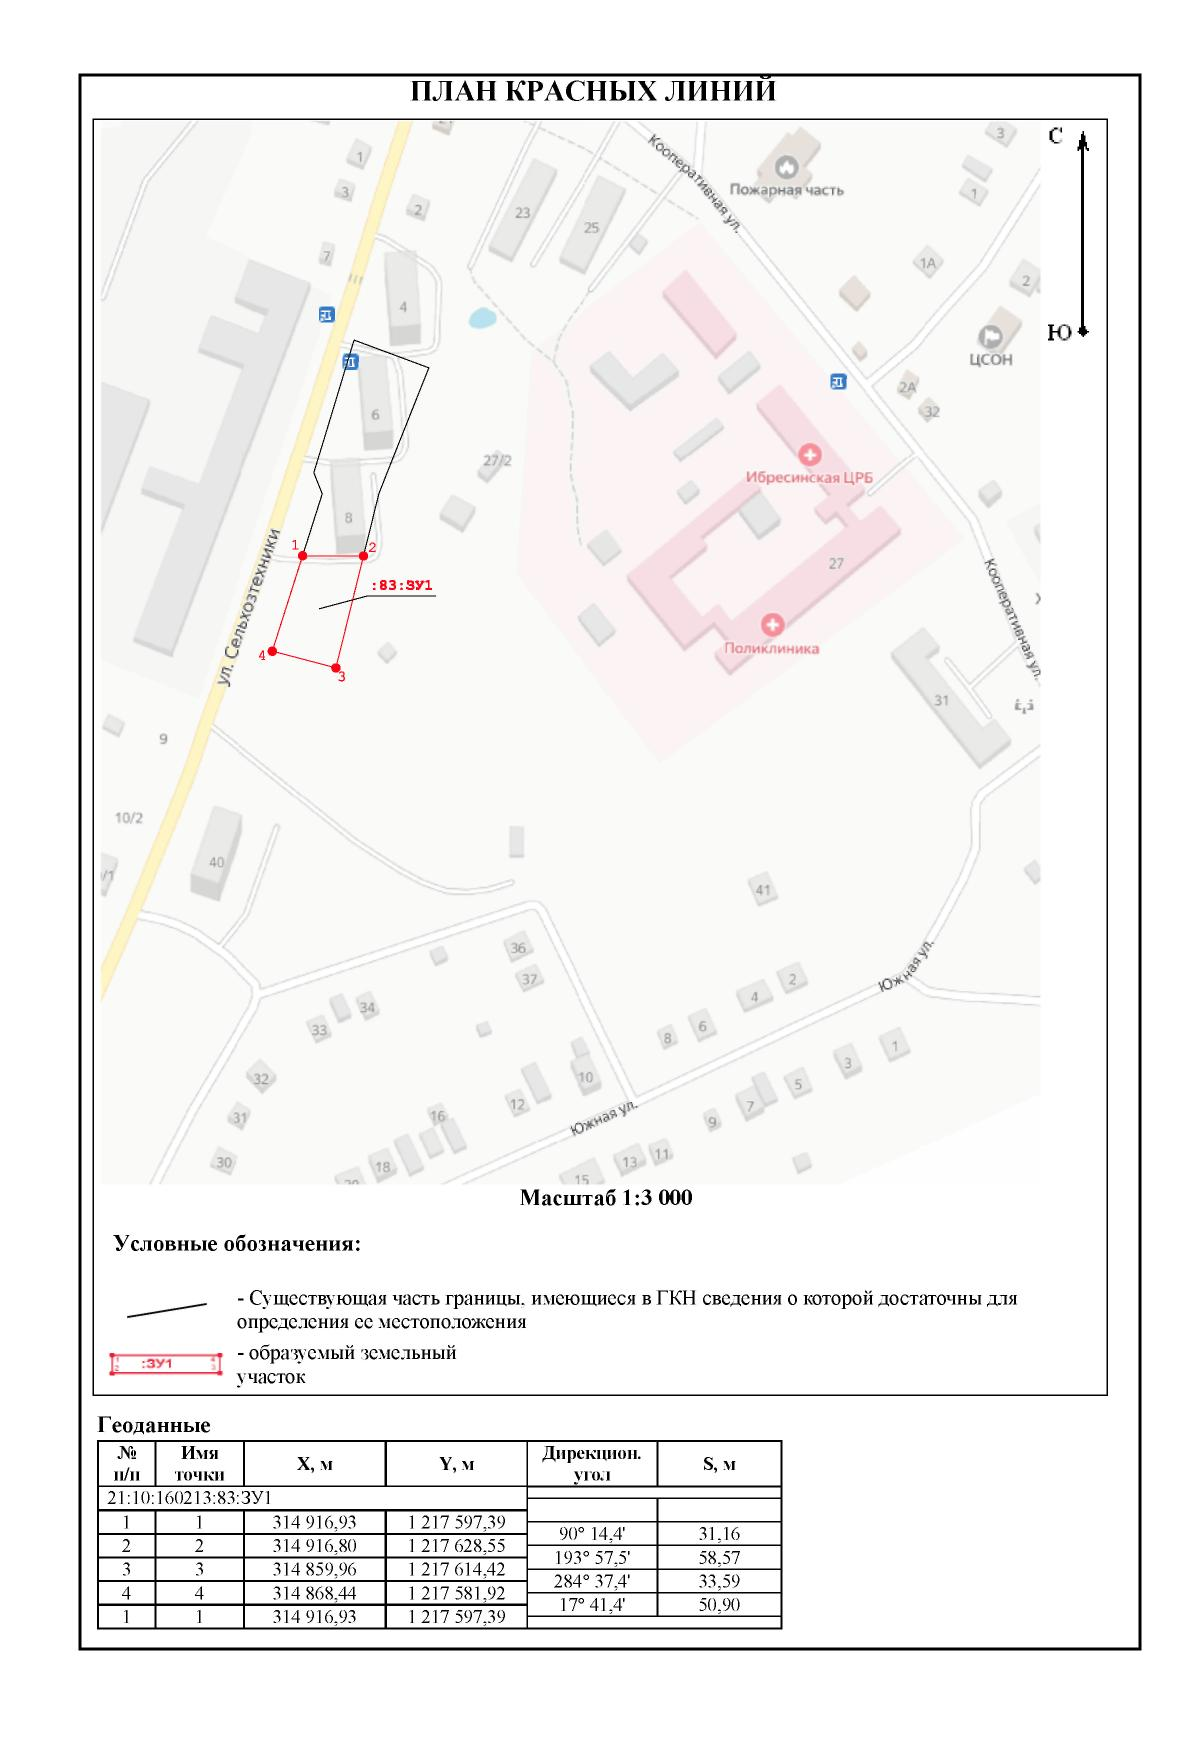 ПЛАН КРАСНЫХ ЛИНИЙ
С
Ю
Кооперативная ул.
Пожарная часть
3
1
1
3
2
7
23
25
4
1А
2
ЦСОН
2А
32
6
27/2
8
Ибресинская ЦРБ
27
Поликлиника
Кооперативная ул.
1
2
:83:ЗУ1
4
3
ул. Сельхозтехники
31
9
10/2
40
/1
41
36
37
34
33
32
31
30
2
4
6
8
Южная ул.
1
3
5
7
9
10
12
16
18
Южная ул.
11
13
15
Масштаб 1:3 000
Условные обозначения:
- Существующая часть границы, имеющиеся в ГКН сведения о которой достаточны для
определения ее местоположения
1 :ЗУ1 4
2 3
- образуемый земельный
участок
Геоданные
№ п/п Имя точки X, м Y, м Дирекцион. угол S, м
21:10:160213:83:ЗУ1
1 1 314 916,93 1 217 597,39
90° 14,4' 31,16
2 2 314 916,80 1 217 628,55
193° 57,5' 58,57
3 3 314 859,96 1 217 614,42
284° 37,4' 33,59
4 4 314 868,44 1 217 581,92
17° 41,4' 50,90
1 1 314 916,93 1 217 597,39